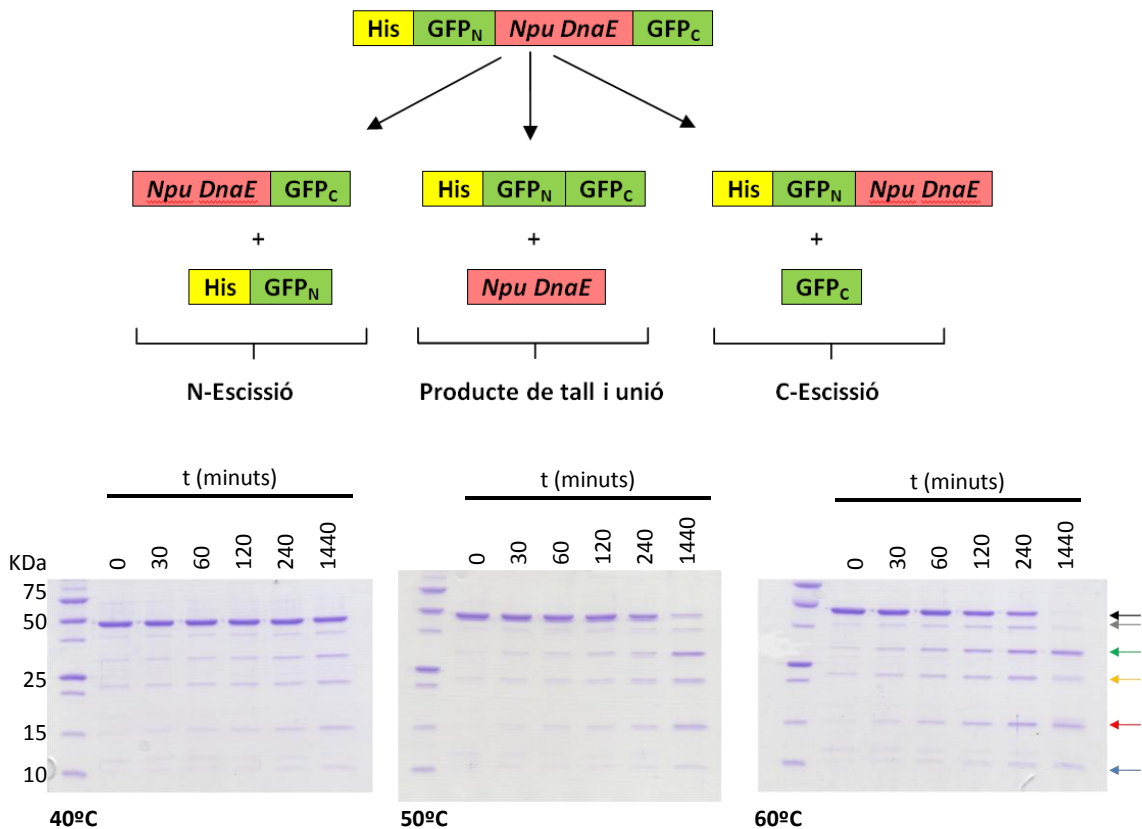 His GFPN Npu DnaE GFPC
Npu DnaE GFPC
His GFPN GFPC
His GFPN Npu DnaE
+
+
+
His GFPN
Npu DnaE
GFPC
N-Escissió
Producte de tall i unió
C-Escissió
t (minuts)
t (minuts)
t (minuts)
0 30 60 120 240 1440
0 30 60 120 240 1440
0 30 60 120 240 1440
KDa
75
50
25
15
10
40ºC
50ºC
60ºC